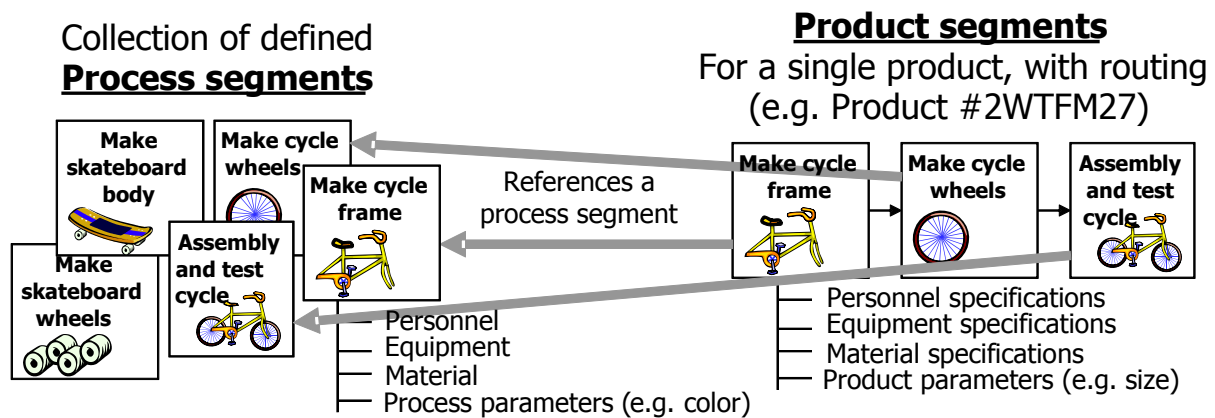 Collection of defined
Process segments
Product segments
For a single product, with routing
(e.g. Product #2WTFM27)
Make
skateboard
body
Make cycle
wheels
Make cycle
frame
Assembly
and test
cycle
Make
skateboard
wheels
References a
process segment
Make cycle
frame
Make cycle
wheels
Assembly
and test
cycle
Personnel
Equipment
Material
Process parameters (e.g. color)
Personnel specifications
Equipment specifications
Material specifications
Product parameters (e.g. size)